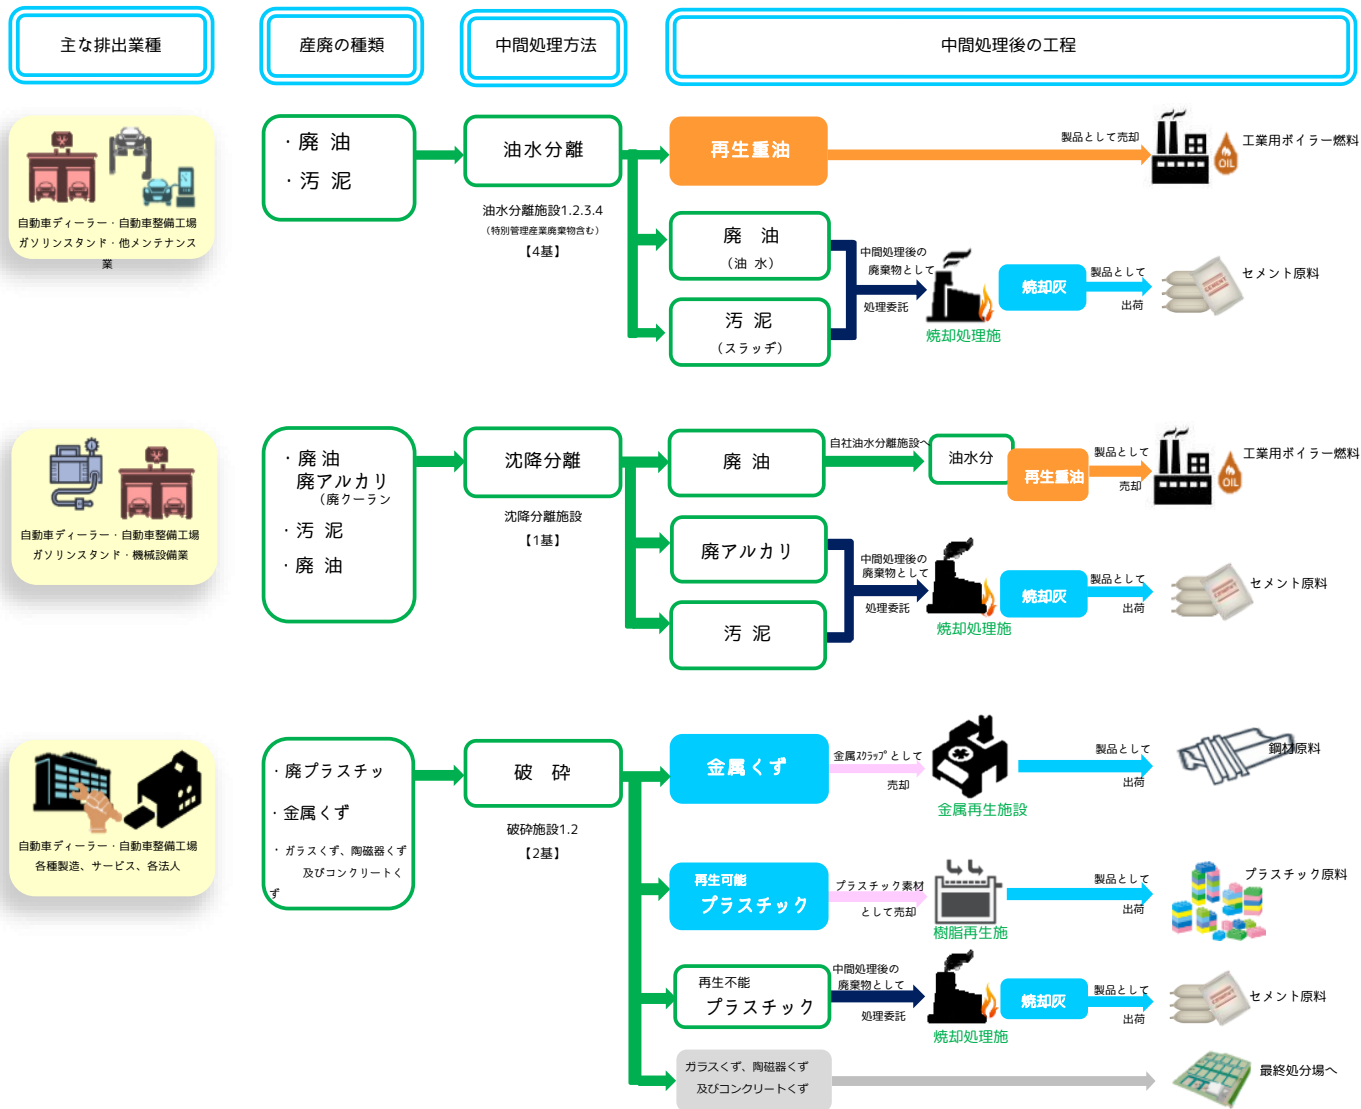 主な排出業種
産廃の種類
中間処理方法
中間処理後の工程
自動車ディーラー・自動車整備工場
ガソリンスタンド・他メンテナンス
業
・廃 油
・汚 泥
油水分離
油水分離施設1.2.3.4
(特別管理産業廃棄物含む)
【4基】
再生重油
製品として売却
工業用ボイラー燃料
OIL
廃 油
(油 水)
汚 泥
(スラッヂ)
中間処理後の
廃棄物として
処理委託
焼却処理施
焼却灰
製品として
出荷
CEMENT
セメント原料
自動車ディーラー・自動車整備工場
ガソリンスタンド・機械設備業
・廃 油
廃アルカリ
(廃クーラン
・汚 泥
・廃 油
沈降分離
沈降分離施設
【1基】
廃 油
自社油水分離施設へ
油水分
再生重油
製品として
売却
工業用ボイラー燃料
OIL
廃アルカリ
汚 泥
中間処理後の
廃棄物として
処理委託
焼却処理施
焼却灰
製品として
出荷
CEMENT
セメント原料
自動車ディーラー・自動車整備工場
各種製造、サービス、各法人
・廃プラスチッ
・金属くず
・ガラスくず、陶磁器くず
及びコンクリートく
ず
破 砕
破砕施設1.2
【2基】
金属くず
金属ｽｸﾗｯﾌﾟとして
売却
金属再生施設
製品として
出荷
鋼材原料
再生可能
プラスチック
プラスチック素材
として売却
樹脂再生施
製品として
出荷
プラスチック原料
再生不能
プラスチック
中間処理後の
廃棄物として
処理委託
焼却処理施
焼却灰
製品として
出荷
CEMENT
セメント原料
ガラスくず、陶磁器くず
及びコンクリートくず
最終処分場へ